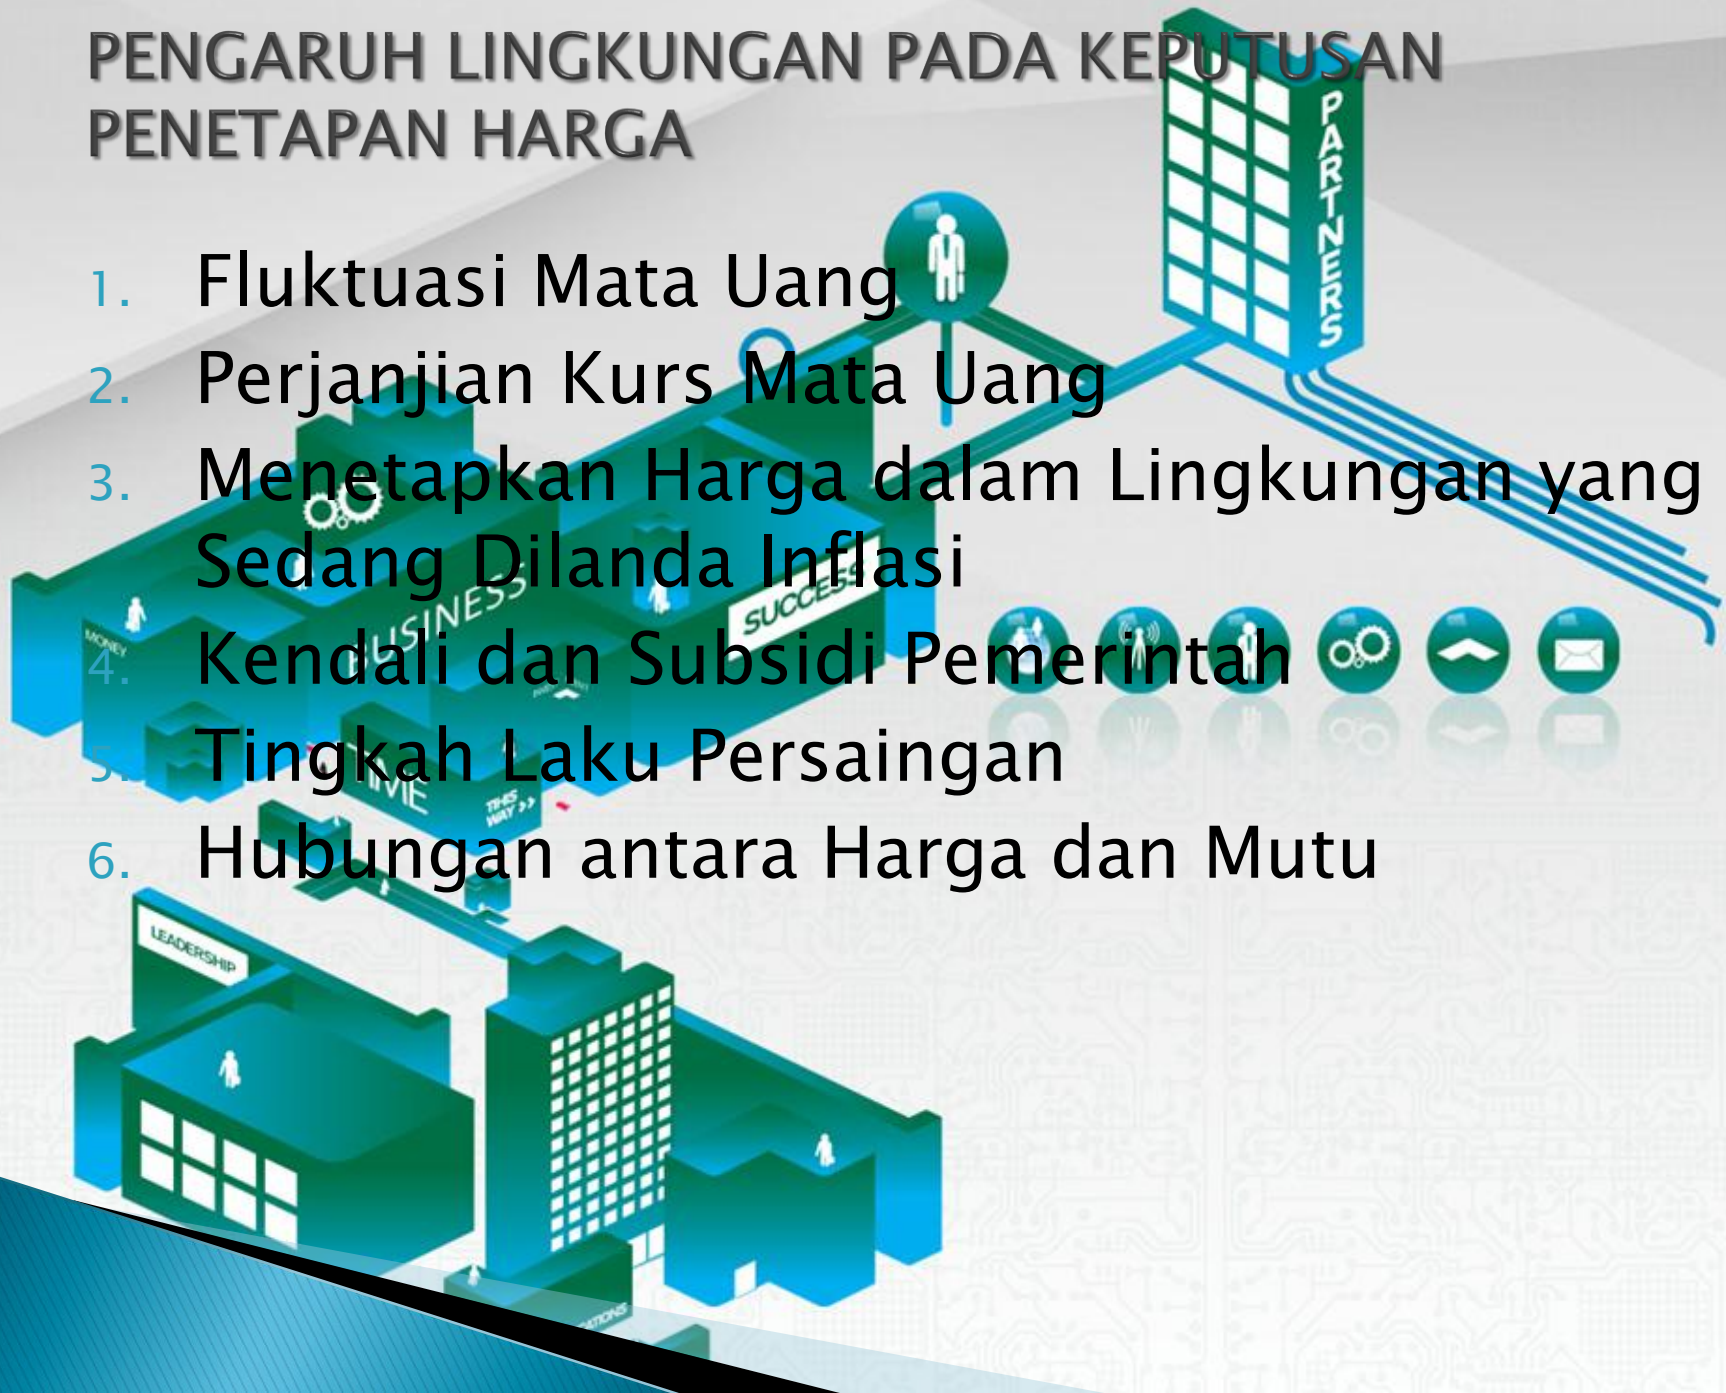 PENGARUH LINGKUNGAN PADA KEPUTUSAN
PENETAPAN HARGA
PARTNERS
1. Fluktuasi Mata Uang
2. Perjanjian Kurs Mata Uang
3. Menetapkan Harga dalam Lingkungan yang
Sedang Dilanda Inflasi
4. Kendali dan Subsidi Pemerintah
5. Tingkah Laku Persaingan
6. Hubungan antara Harga dan Mutu
MONEY
BUSINESS
SUCCESS
TIME
THIS
WAY >>
LEADERSHIP